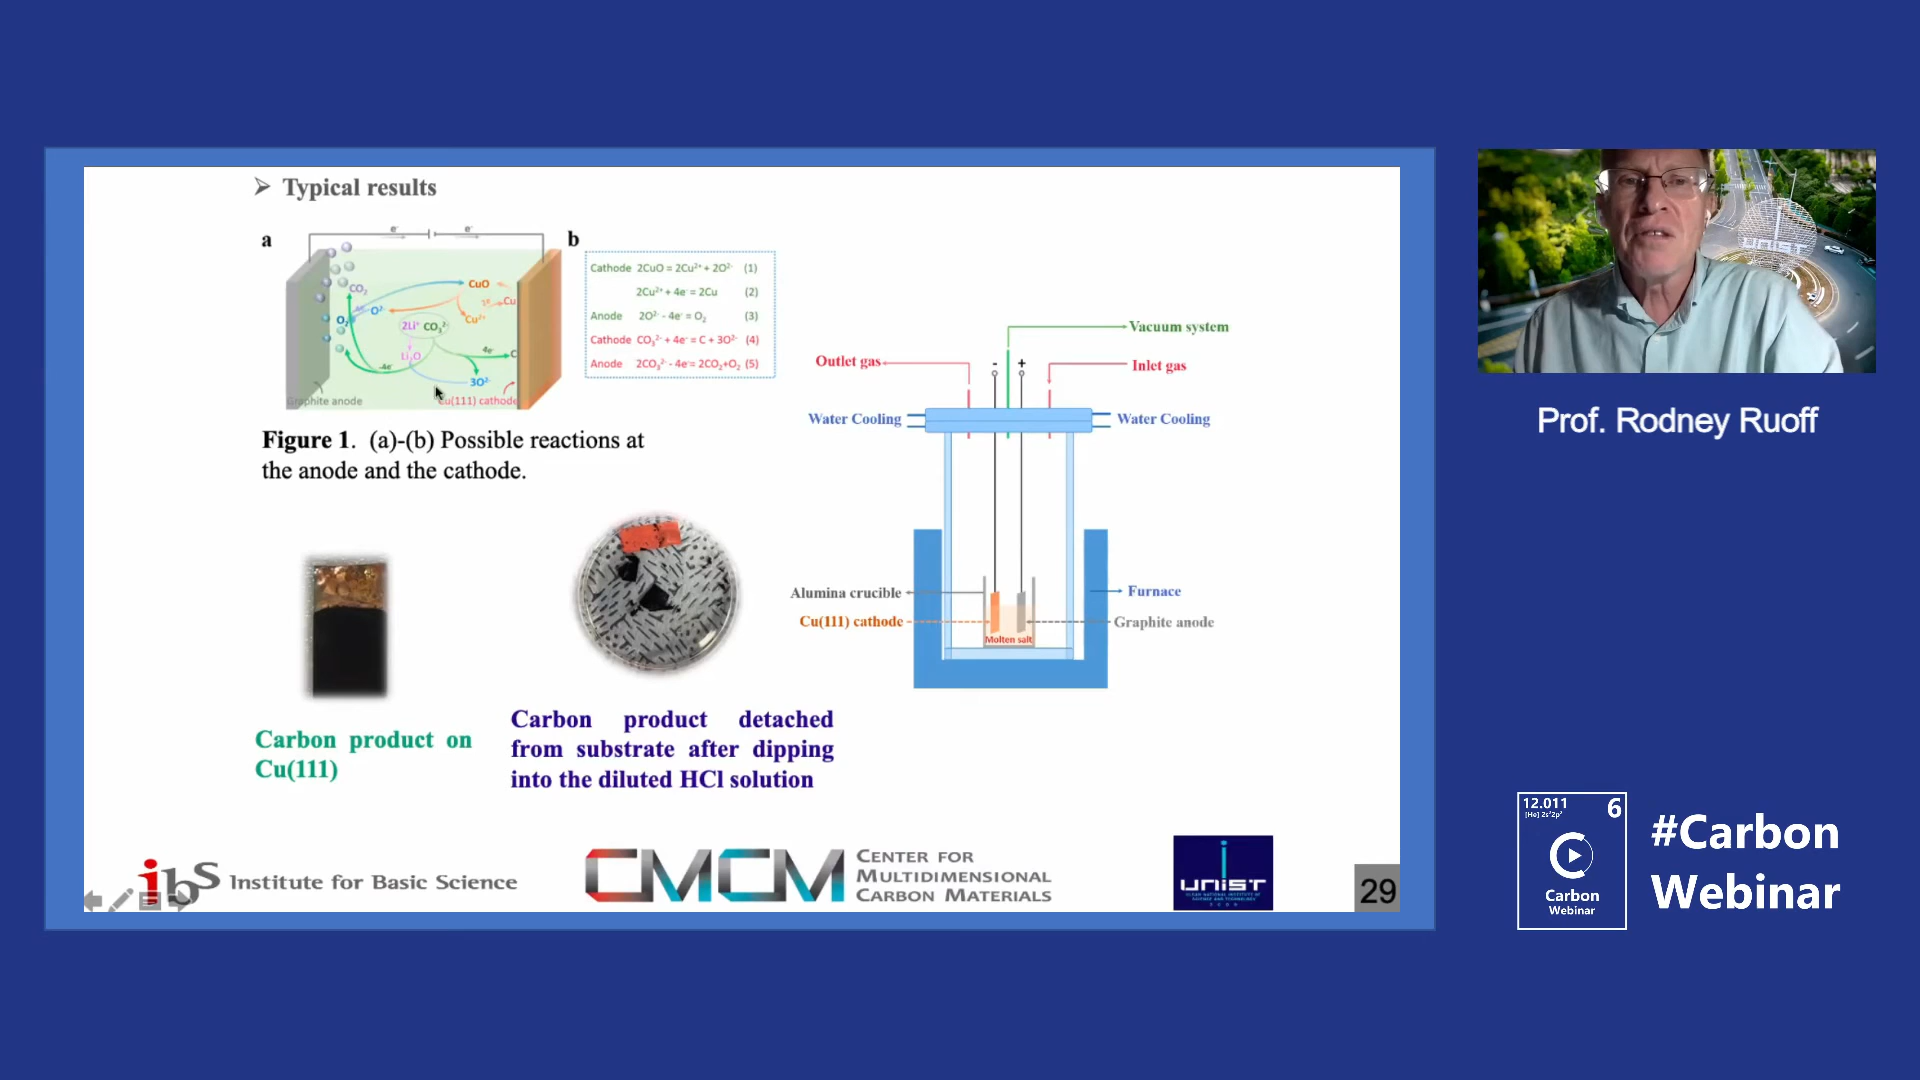 ➢ Typical results
a
e⁻
e⁻
CO₂
CuO
O²⁻
Cu
Cu²⁺
O₂
2Li⁺ CO₃²⁻
Li₂O
4e⁻
C
-4e⁻
3O²⁻
Graphite anode
Cu(111) cathode
b
Cathode 2CuO = 2Cu²⁺ + 2O²⁻ (1)
2Cu²⁺ + 4e⁻ = 2Cu (2)
Anode 2O²⁻ - 4e⁻ = O₂ (3)
Cathode CO₃²⁻ + 4e⁻ = C + 3O²⁻ (4)
Anode 2CO₃²⁻ - 4e⁻= 2CO₂+O₂ (5)
Figure 1. (a)-(b) Possible reactions at
the anode and the cathode.
Carbon product on
Cu(111)
Carbon product detached
from substrate after dipping
into the diluted HCl solution
Vacuum system
Outlet gas
- +
Inlet gas
Water Cooling
Water Cooling
Alumina crucible
Furnace
Cu(111) cathode
Graphite anode
Molten salt
ibS Institute for Basic Science
CMCM
CENTER FOR
MULTIDIMENSIONAL
CARBON MATERIALS
UNIST
29
UNIST
Prof. Rodney Ruoff
12.011 6
[He] 2s²2p²
C
Carbon
Webinar
#Carbon
Webinar